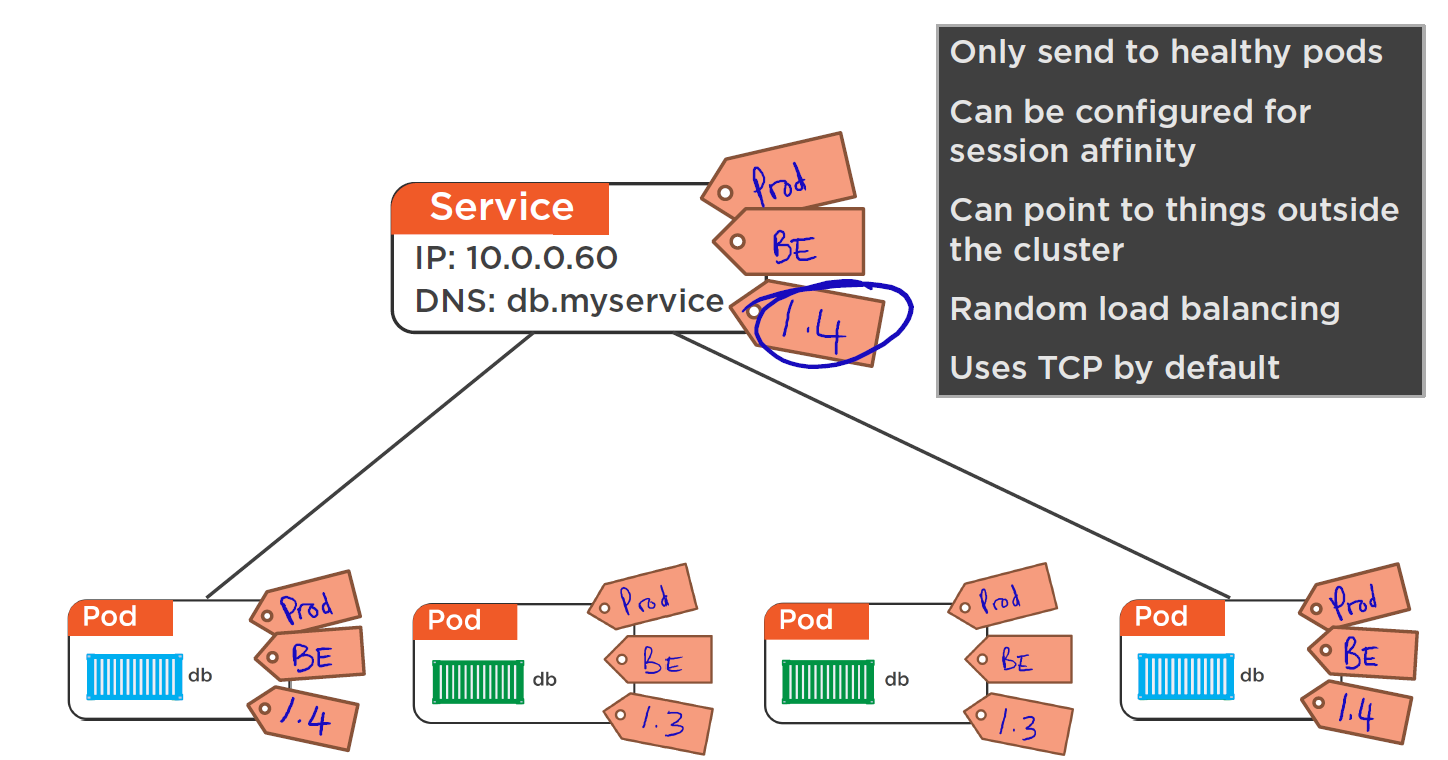 Only send to healthy pods
Can be configured for
session affinity
Can point to things outside
the cluster
Random load balancing
Uses TCP by default
Service
IP: 10.0.0.60
DNS: db.myservice
Prod
BE
1.4
Pod
db
Prod
BE
1.4
Pod
db
Prod
BE
1.3
Pod
db
Prod
BE
1.3
Pod
db
Prod
BE
1.4